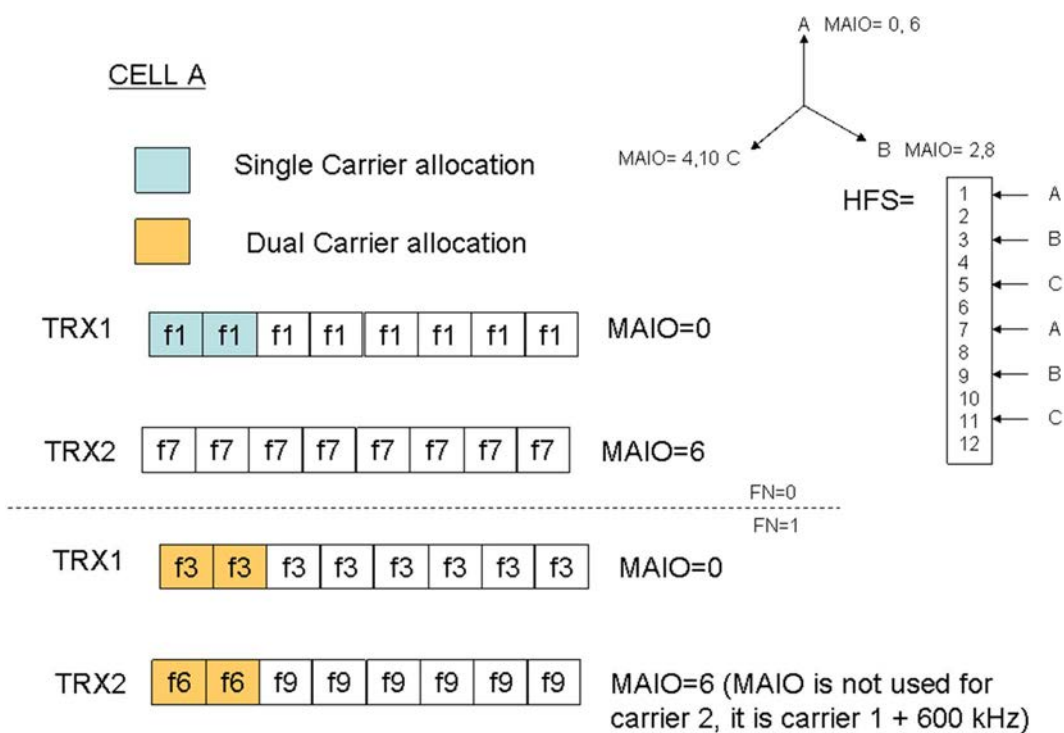 A MAIO= 0, 6
CELL A
MAIO= 4,10 C
B MAIO= 2,8
Single Carrier allocation
HFS=
1 A
2
3 B
4
5 C
6
7 A
8
9 B
10
11 C
12
Dual Carrier allocation
TRX1 f1 f1 f1 f1 f1 f1 f1 f1 MAIO=0
TRX2 f7 f7 f7 f7 f7 f7 f7 f7 MAIO=6
FN=0
FN=1
TRX1 f3 f3 f3 f3 f3 f3 f3 f3 MAIO=0
TRX2 f6 f6 f9 f9 f9 f9 f9 f9 MAIO=6 (MAIO is not used for
carrier 2, it is carrier 1 + 600 kHz)